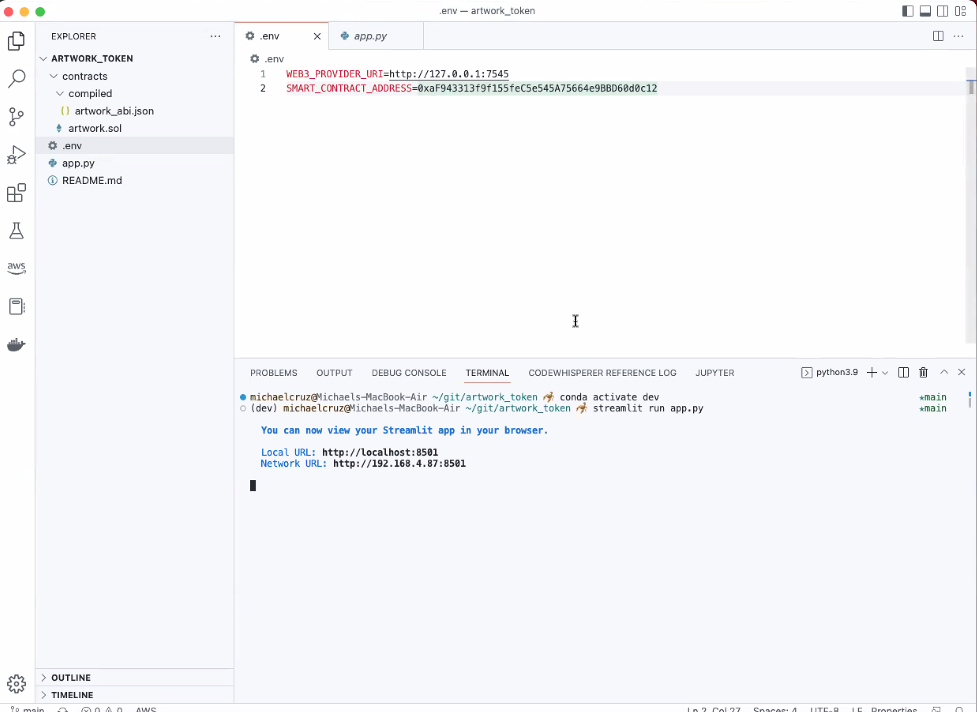 .env — artwork_token
EXPLORER
ARTWORK_TOKEN
contracts
compiled
{} artwork_abi.json
artwork.sol
.env
app.py
README.md
OUTLINE
TIMELINE
aws
.env
app.py
.env
1 WEB3_PROVIDER_URI=http://127.0.0.1:7545
2 SMART_CONTRACT_ADDRESS=0xaF943313f9f155feC5e545A75664e9BBD60d0c12
PROBLEMS OUTPUT DEBUG CONSOLE TERMINAL CODEWHISPERER REFERENCE LOG JUPYTER
python3.9
michaelcruz@Michaels-MacBook-Air ~/git/artwork_token 🦂 conda activate dev ★main
(dev) michaelcruz@Michaels-MacBook-Air ~/git/artwork_token 🦂 streamlit run app.py ★main
You can now view your Streamlit app in your browser.
Local URL: http://localhost:8501
Network URL: http://192.168.4.87:8501
main 0 0 AWS Ln 2, Col 27 Spaces: 4 UTF-8 LF Properties